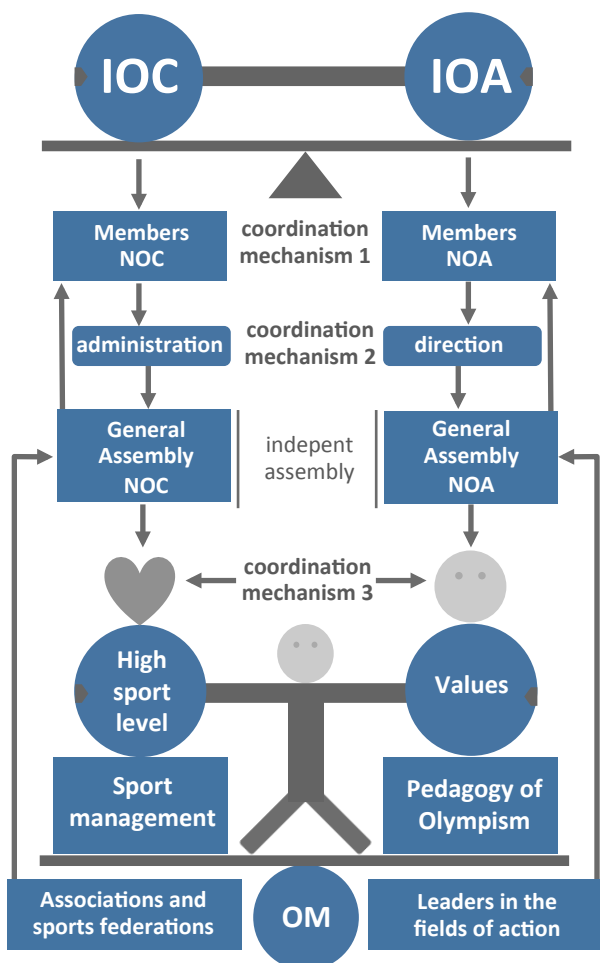 IOC
IOA
Members
NOC
coordination
mechanism 1
Members
NOA
administration
coordination
mechanism 2
direction
General
Assembly
NOC
indepent
assembly
General
Assembly
NOA
coordination
mechanism 3
High
sport
level
Values
Sport
management
Pedagogy of
Olympism
Associations and
sports federations
OM
Leaders in the
fields of action